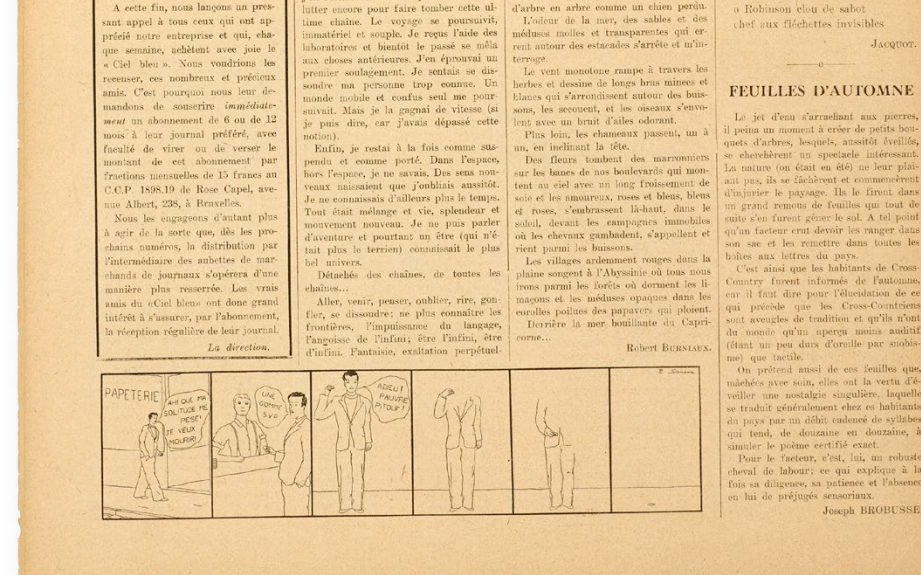 A cette fin, nous lançons un pres-
sant appel à tous ceux qui ont ap-
précié notre entreprise et qui, cha-
que semaine, achètent avec joie le
« Ciel bleu ». Nous voudrions les
recenser, ces nombreux et précieux
amis. C'est pourquoi nous leur de-
mandons de souscrire immédiate-
ment un abonnement de 6 ou de 12
mois à leur journal préféré, avec
faculté de virer ou de verser le
montant de cet abonnement par
fractions mensuelles de 15 francs au
C.C.P. 1898.19 de Rose Capel, ave-
nue Albert, 238, à Bruxelles.
Nous les engageons d'autant plus
à agir de la sorte que, dès les pro-
chains numéros, la distribution par
l'intermédiaire des aubettes de mar-
chands de journaux s'opérera d'une
manière plus resserrée. Les vrais
amis du «Ciel bleu» ont donc grand
intérêt à s'assurer, par l'abonnement,
la réception régulière de leur journal.
La direction.
lutter encore pour faire tomber cette ul-
time chaîne. Le voyage se poursuivit,
immatériel et souple. Je reçus l'aide des
laboratoires et bientôt le passé se mêla
aux choses antérieures. J'en éprouvai un
premier soulagement. Je sentais se dis-
soudre ma personne trop connue. Un
monde mobile et confus seul me pour-
suivait. Mais je la gagnai de vitesse (si
je puis dire, car j'avais dépassé cette
notion).
Enfin, je restai à la fois comme sus-
pendu et comme porté. Dans l'espace,
hors l'espace, je ne savais. Des sens nou-
veaux naissaient que j'oubliais aussitôt.
Je ne connaissais d'ailleurs plus le temps.
Tout était mélange et vie, splendeur et
mouvement nouveau. Je ne puis parler
d'aventure et pourtant un être (qui n'é-
tait plus le terrien) connaissait le plus
bel univers.
Détachés des chaînes, de toutes les
chaînes...
Aller, venir, penser, oublier, rire, gon-
fler, se dissoudre; ne plus connaître les
frontières, l'impuissance du langage,
l'angoisse de l'infini; être l'infini, être
d'infini. Fantaisie, exaltation perpétuel-
d'arbre en arbre comme un chien perdu.
L'odeur de la mer, des sables et des
méduses molles et transparentes qui er-
rent autour des estacades s'arrête et m'in-
terroge.
Le vent monotone rampe à travers les
herbes et dessine de longs bras minces et
blancs qui s'arrondissent autour des buis-
sons, les secouent, et les oiseaux s'envo-
lent avec un bruit d'ailes odorant.
Plus loin, les chameaux passent, un à
un, en inclinant la tête.
Des fleurs tombent des marronniers
sur les bancs de nos boulevards qui mon-
tent au ciel avec un long froissement de
soie et les amoureux, roses et bleus, bleus
et roses, s'embrassent là-haut, dans le
soleil, devant les campagnes immobiles
où les chevaux gambadent, s'appellent et
rient parmi les buissons.
Les villages ardemment rouges dans la
plaine songent à l'Abyssinie où tous nous
irons parmi les forêts où dorment les li-
maçons et les méduses opaques dans les
corolles poilues des papavers qui ploient.
Derrière la mer bouillante du Capri-
corne...
Robert BURNIAUX.
o Robinson clou de sabot
chef aux fléchettes invisibles
JACQUOT.
FEUILLES D'AUTOMNE
Le jet d'eau s'arrachant aux pierres,
il peina un moment à créer de petits bou-
quets d'arbres, lesquels, aussitôt éveillés,
se cherchèrent un spectacle intéressant.
La nature (on était en été) ne leur plai-
ant pas, ils se fâchèrent et commencèrent
d'injurier le paysage. Ils le firent dans
un grand remous de feuilles qui tout de
suite s'en furent gêner le sol. A tel point
qu'un facteur crut devoir les ranger dans
son sac et les remettre dans toutes les
boîtes aux lettres du pays.
C'est ainsi que les habitants de Cross-
Country furent informés de l'automne,
car il faut dire pour l'élucidation de ce
qui précède que les Cross-Countriens
sont aveugles de tradition et qu'ils n'ont
du monde qu'un aperçu moins auditif
(étant un peu durs d'oreille par snobis-
me) que tactile.
On prétend aussi de ces feuilles que,
mâchées avec soin, elles ont la vertu d'é-
veiller une nostalgie singulière, laquelle
se traduit généralement chez es habitants
du pays par un débit cadencé de syllabes
qui tend, de douzaine en douzaine, à
simuler le poème certifié exact.
Pour le facteur, c'est, lui, un robuste
cheval de labour; ce qui explique à la
fois sa diligence, sa patience et l'absence
en lui de préjugés sensoriaux.
Joseph BROBUSSE
PAPETERIE
AH! QUE MA
SOLITUDE ME
PÈSE!
JE VEUX
MOURIR!
UNE
GOMME
S.V.P.
ADIEU!
PAUVRE
PITOUF!